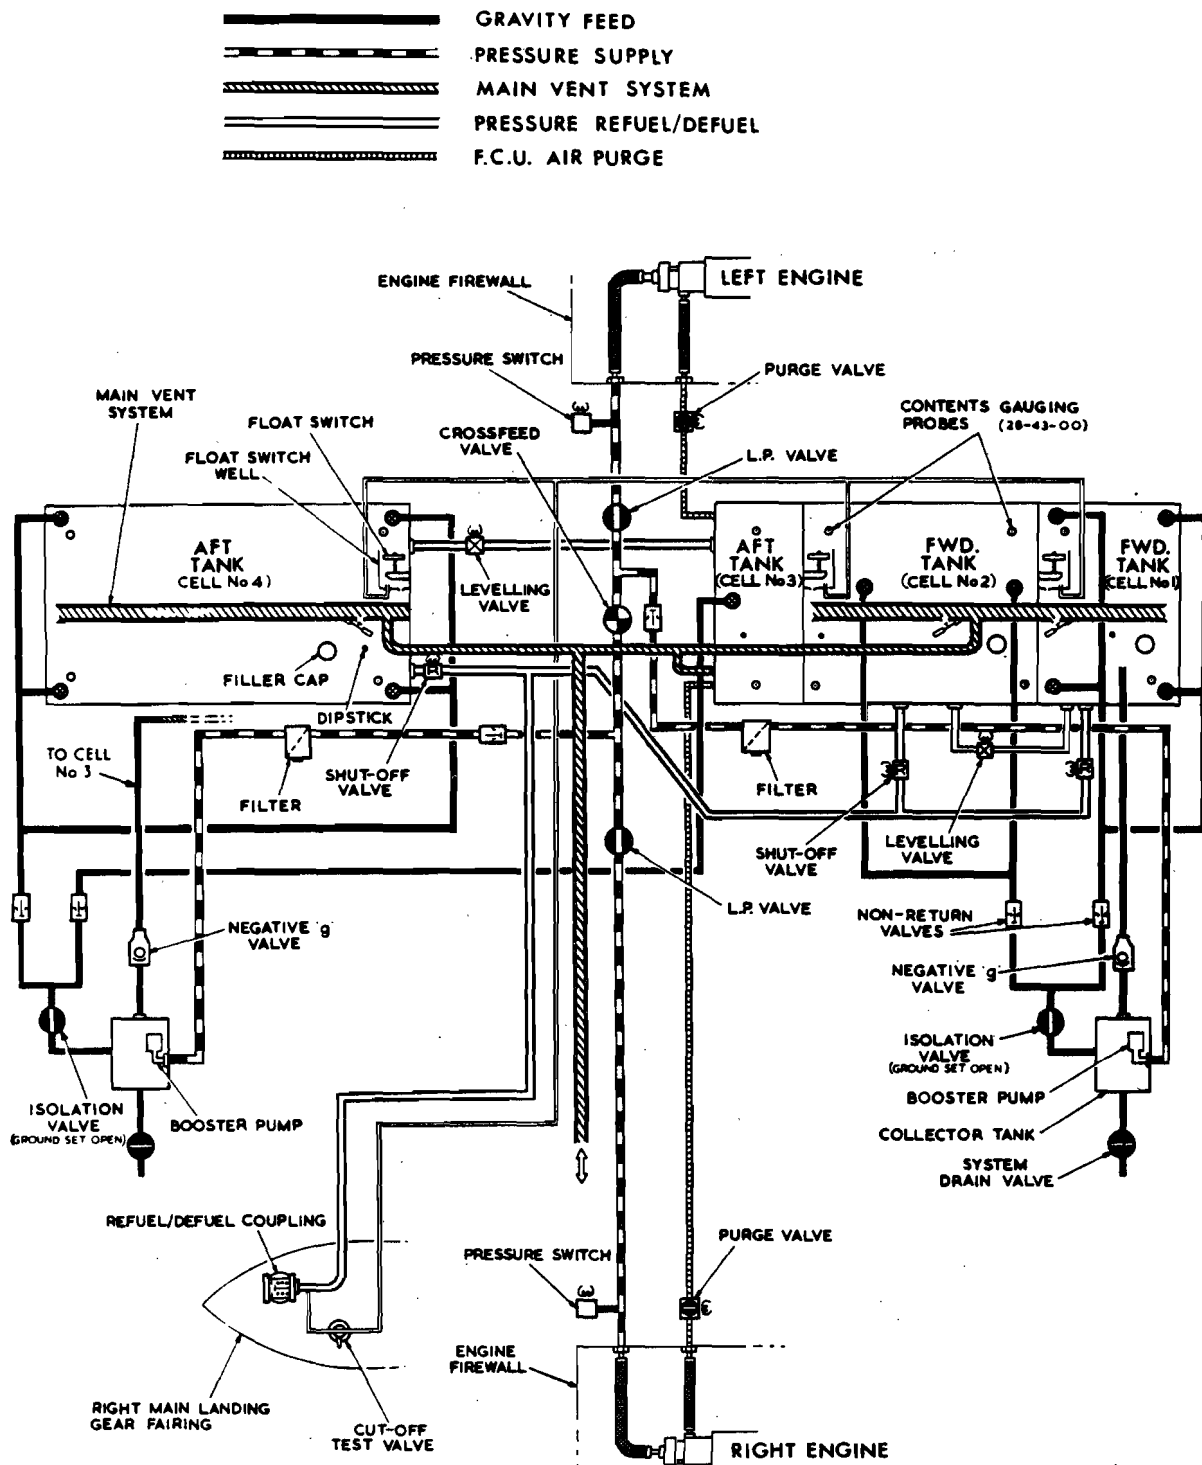 GRAVITY FEED
PRESSURE SUPPLY
MAIN VENT SYSTEM
PRESSURE REFUEL/DEFUEL
F.C.U. AIR PURGE
ENGINE FIREWALL
LEFT ENGINE
PRESSURE SWITCH
PURGE VALVE
MAIN VENT
SYSTEM
FLOAT SWITCH
CROSSFEED
VALVE
CONTENTS GAUGING
PROBES (28-43-00)
FLOAT SWITCH
WELL
L.P. VALVE
AFT
TANK
(CELL No 4)
LEVELLING
VALVE
AFT
TANK
(CELL No 3)
FWD.
TANK
(CELL No 2)
FWD.
TANK
(CELL No 1)
FILLER CAP
DIPSTICK
TO CELL
No 3
FILTER
SHUT-OFF
VALVE
FILTER
SHUT-OFF
VALVE
LEVELLING
VALVE
L.P. VALVE
NEGATIVE 'g'
VALVE
NON-RETURN
VALVES
NEGATIVE 'g'
VALVE
ISOLATION
VALVE
(GROUND SET OPEN)
BOOSTER PUMP
ISOLATION
VALVE
(GROUND SET OPEN)
BOOSTER PUMP
COLLECTOR TANK
SYSTEM
DRAIN VALVE
REFUEL/DEFUEL COUPLING
PRESSURE SWITCH
PURGE VALVE
ENGINE
FIREWALL
RIGHT MAIN LANDING
GEAR FAIRING
CUT-OFF
TEST VALVE
RIGHT ENGINE